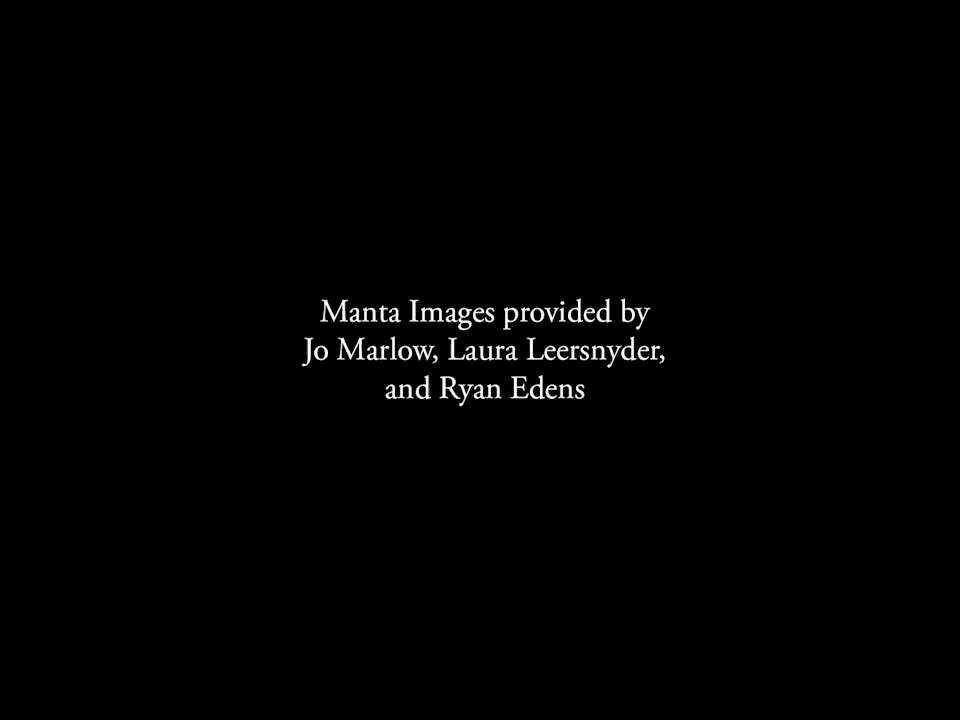 Manta Images provided by
Jo Marlow, Laura Leersnyder,
and Ryan Edens